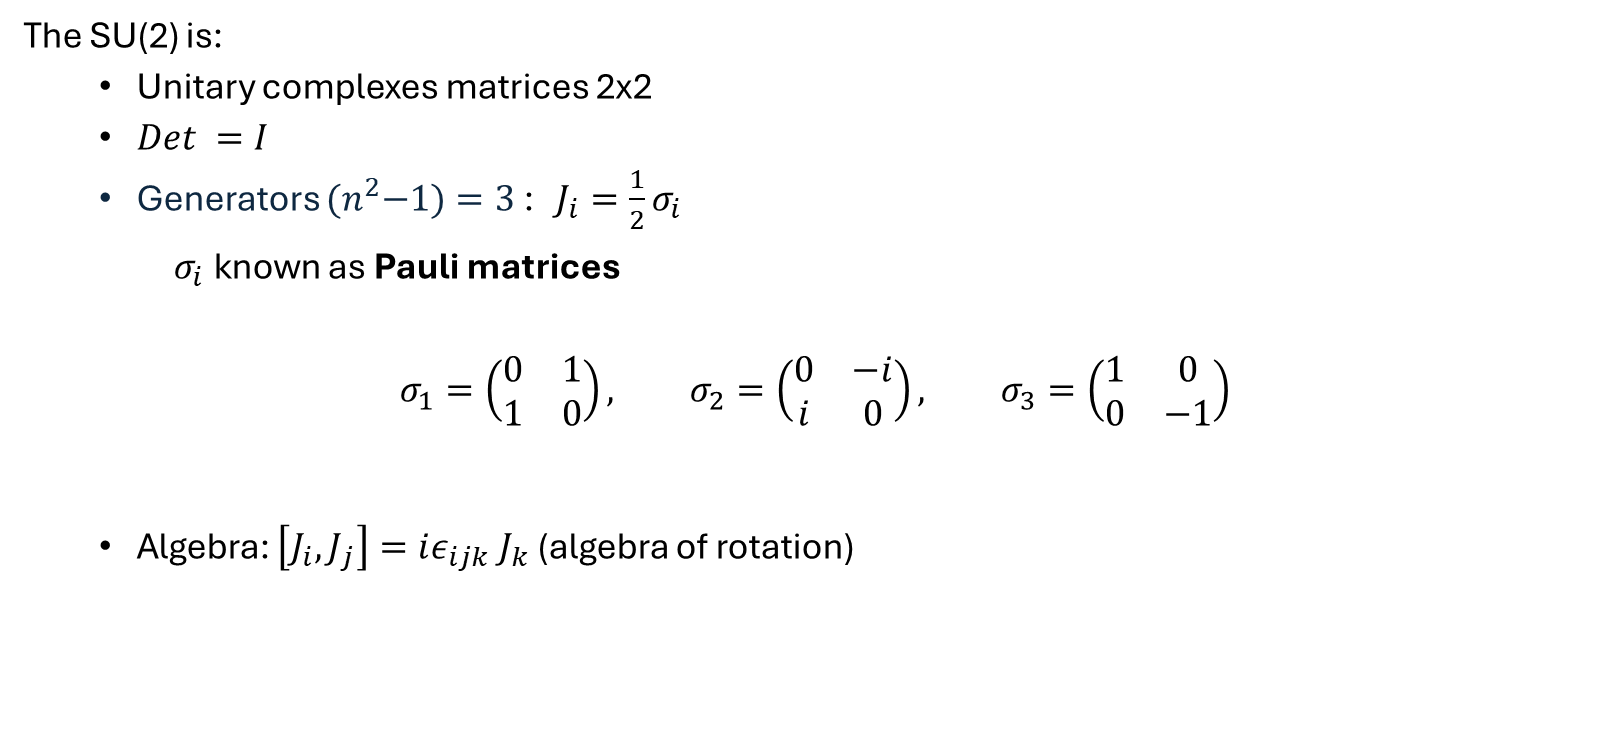 The SU(2) is:
• Unitary complexes matrices 2x2
• Det = I
• Generators (n²−1) = 3 : Jᵢ = 1/2 σᵢ
σᵢ known as Pauli matrices
σ₁ = (0 1; 1 0), σ₂ = (0 −i; i 0), σ₃ = (1 0; 0 −1)
• Algebra: [Jᵢ, Jⱼ] = iϵᵢⱼₖ Jₖ (algebra of rotation)